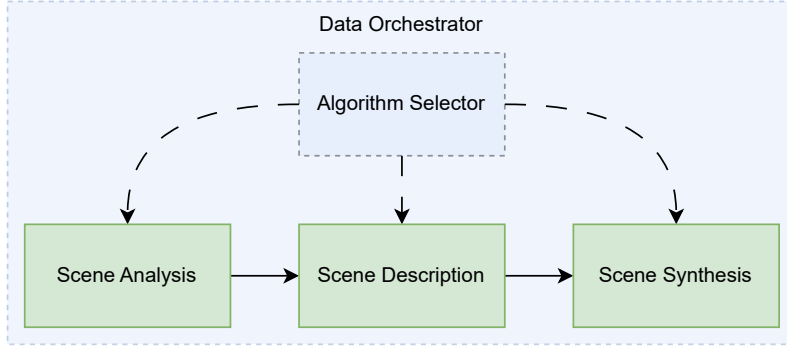 Data Orchestrator
Algorithm Selector
Scene Analysis
Scene Description
Scene Synthesis